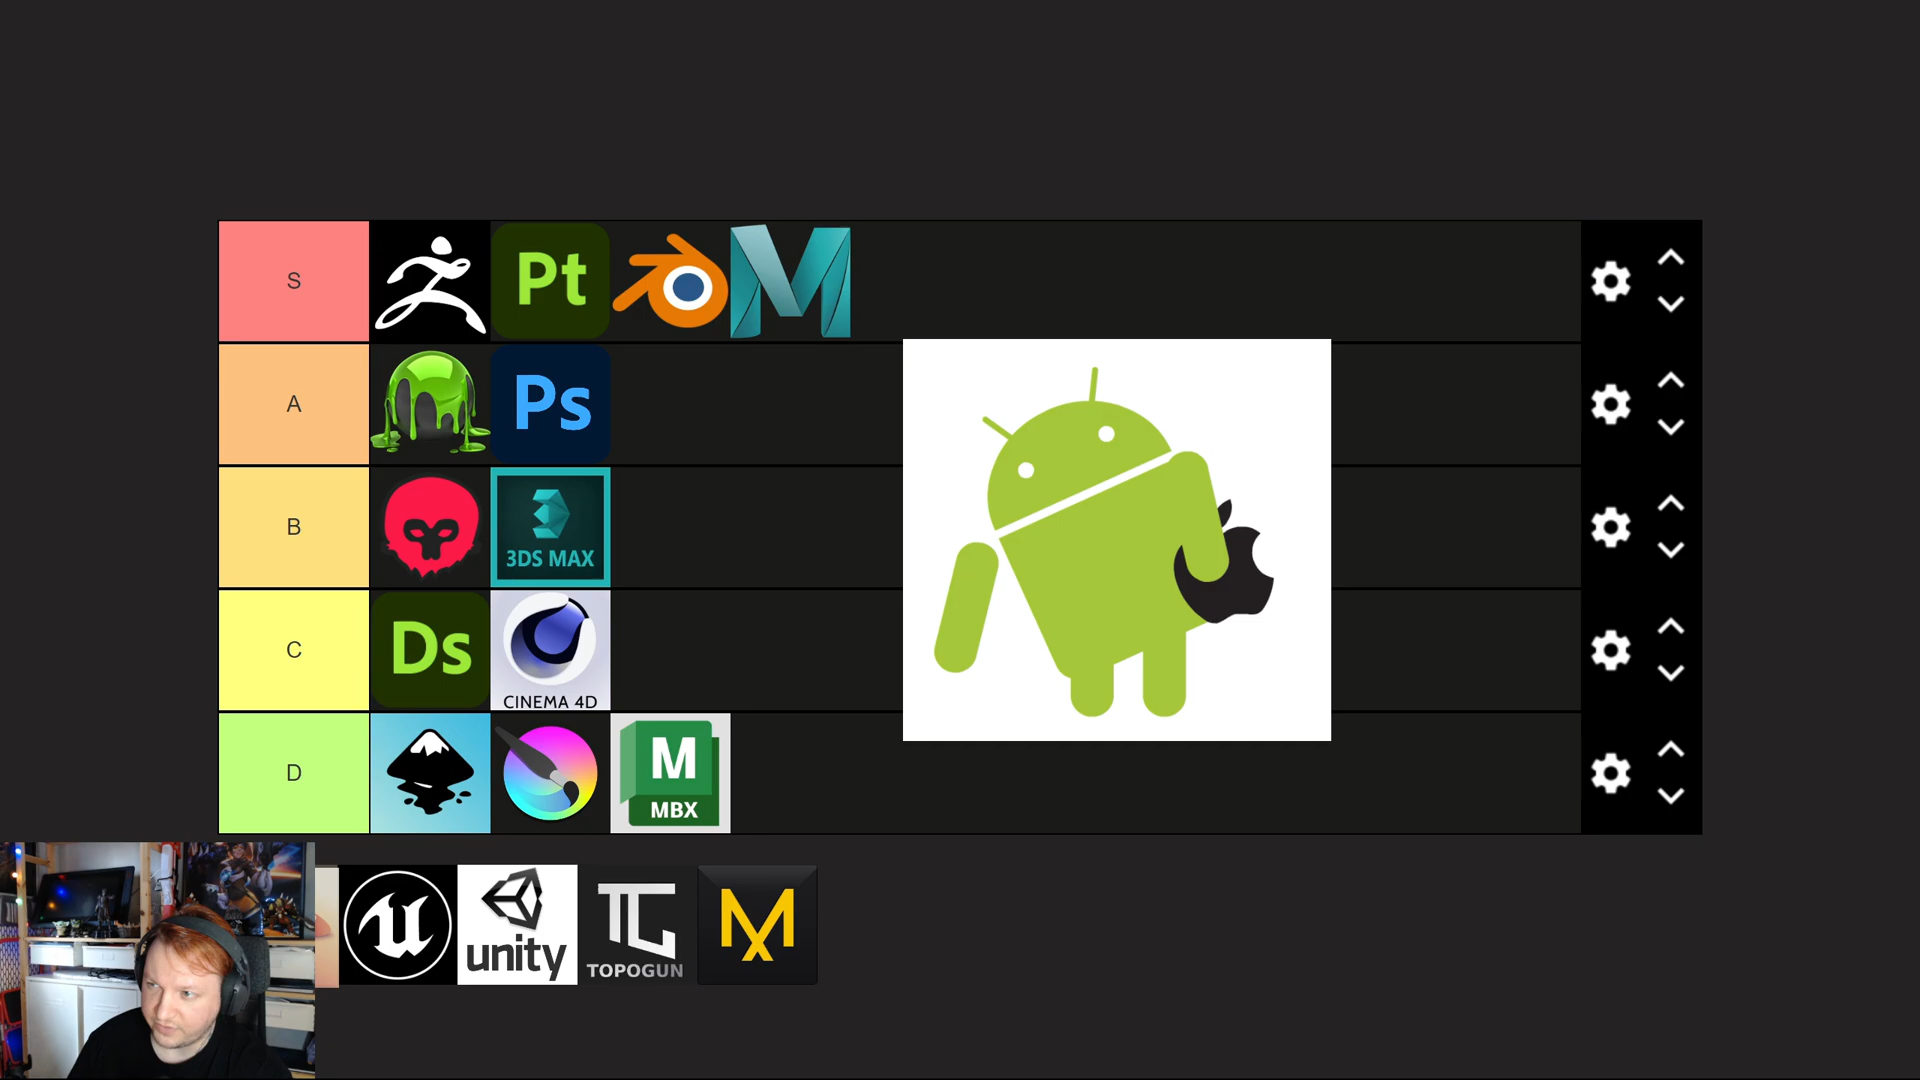 S
Pt
A
Ps
B
3DS MAX
C
Ds
CINEMA 4D
D
M
MBX
unity
TOPOGUN